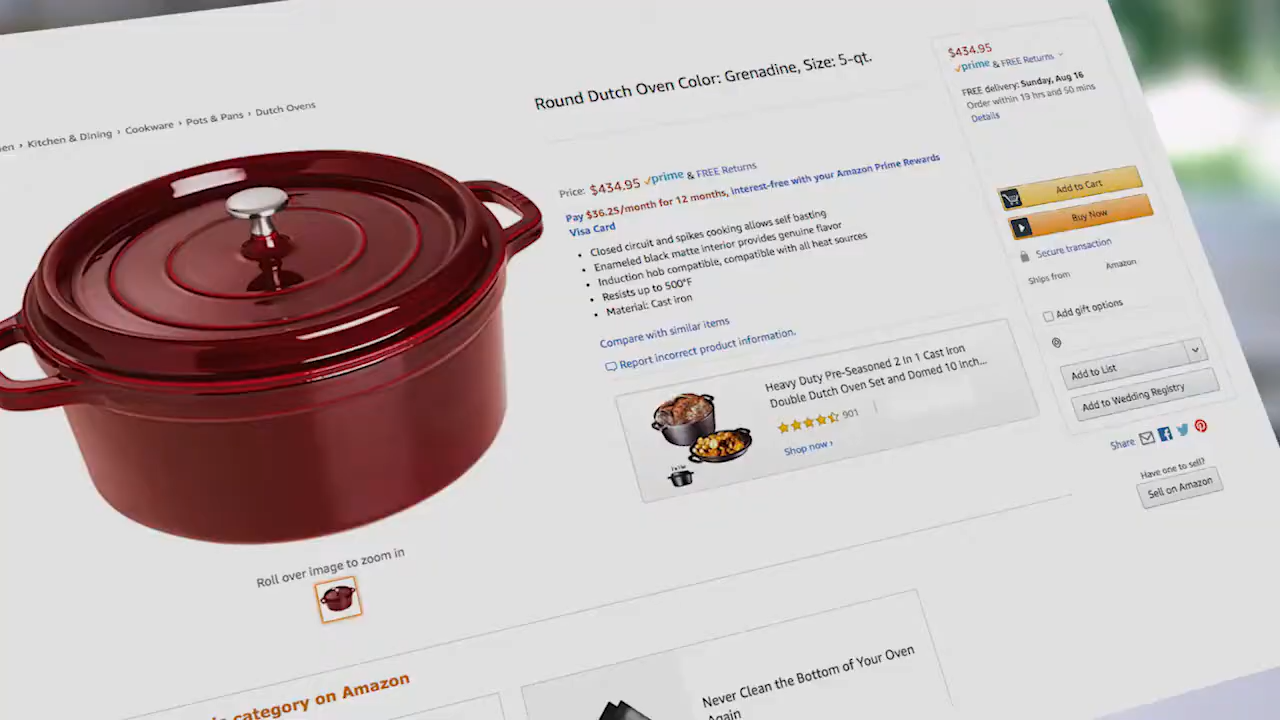 Round Dutch Oven Color: Grenadine, Size: 5-qt.
› Kitchen & Dining › Cookware › Pots & Pans › Dutch Ovens
Roll over image to zoom in
Price: $434.95 prime & FREE Returns
Pay $36.25/month for 12 months, interest-free with your Amazon Prime Rewards
Visa Card
• Closed circuit and spikes cooking allows self basting
• Enameled black matte interior provides genuine flavor
• Induction hob compatible, compatible with all heat sources
• Resists up to 500°F
• Material: Cast iron
Compare with similar items
Report incorrect product information.
Heavy Duty Pre-Seasoned 2 In 1 Cast Iron
Double Dutch Oven Set and Domed 10 Inch...
901
Shop now ›
$434.95
prime & FREE Returns
FREE delivery: Sunday, Aug 16
Order within 19 hrs and 50 mins
Details
Add to Cart
Buy Now
Secure transaction
Ships from Amazon
Add gift options
Add to List
Add to Wedding Registry
Share
Have one to sell?
Sell on Amazon
category on Amazon
Never Clean the Bottom of Your Oven
Again